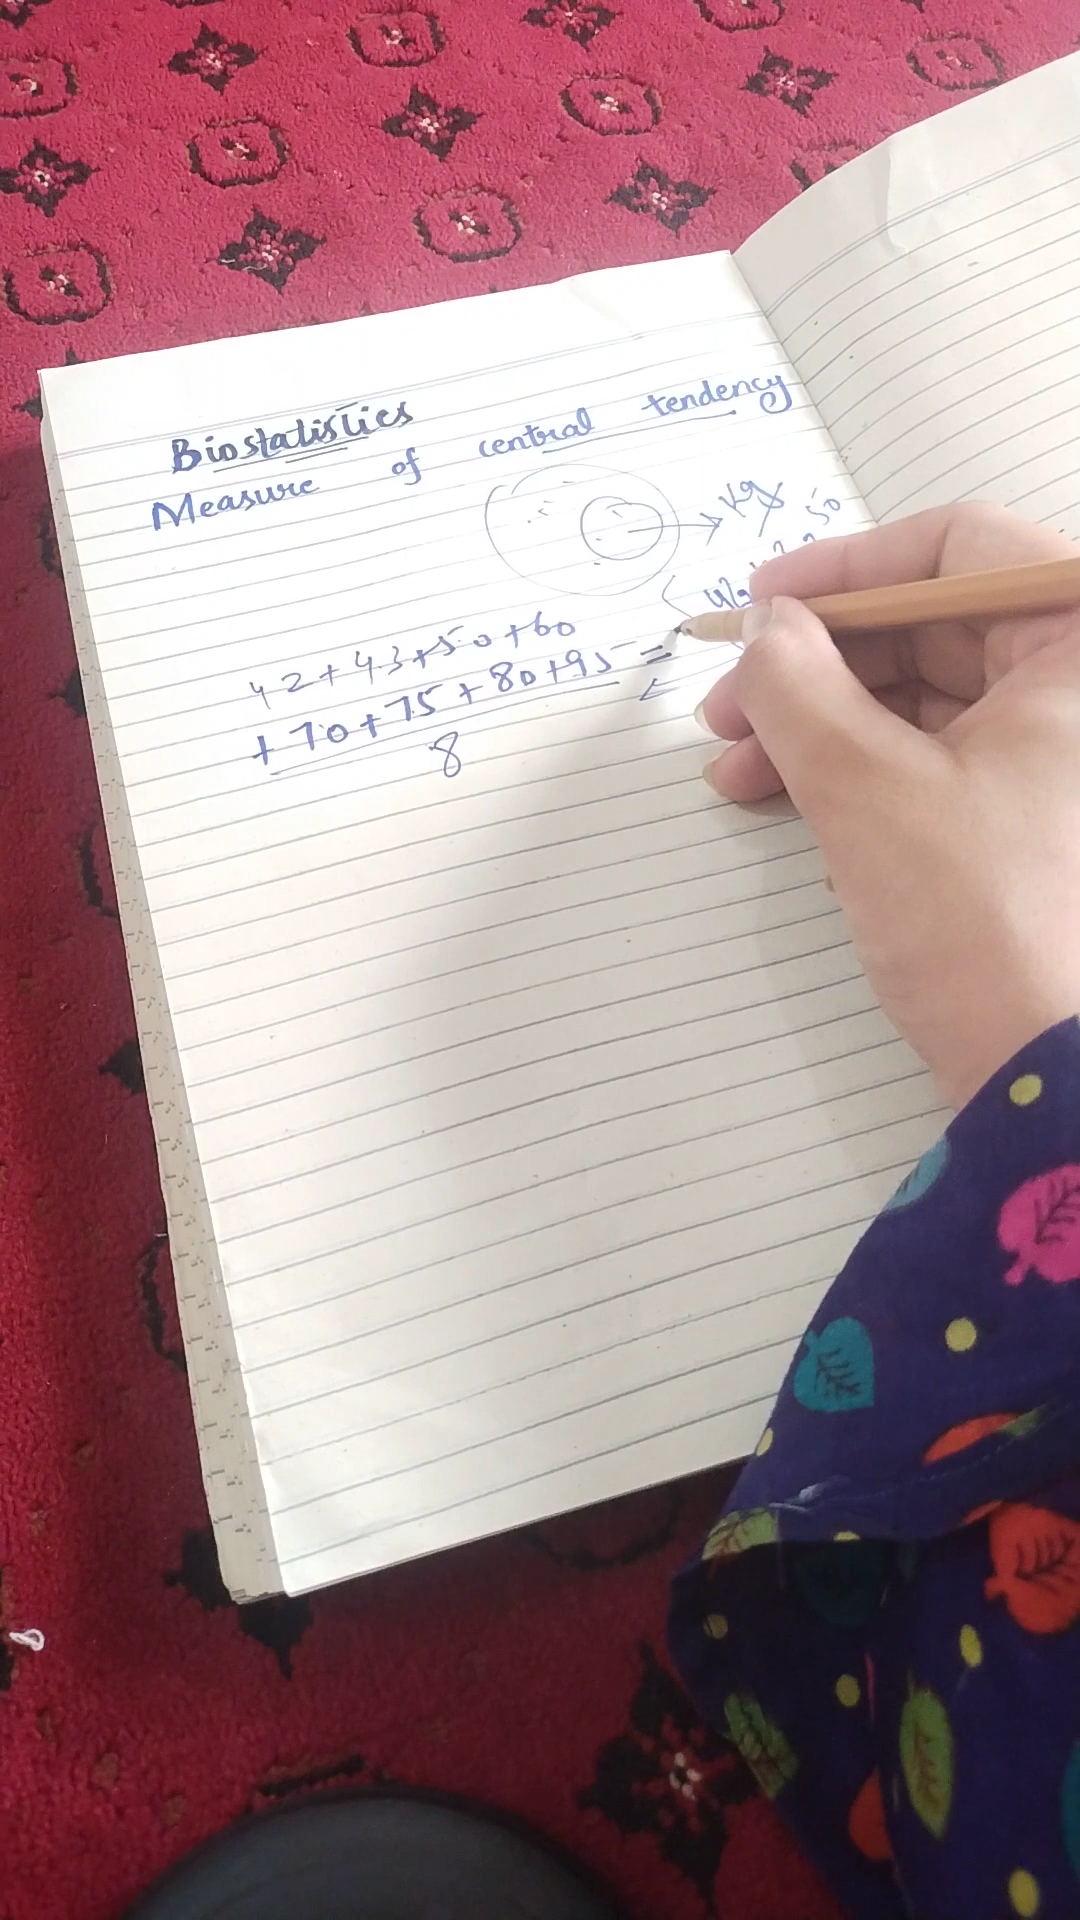 Biostatistics
Measure of central tendency
Kg
50
42+43+50+60
+70+75+80+95 =
8